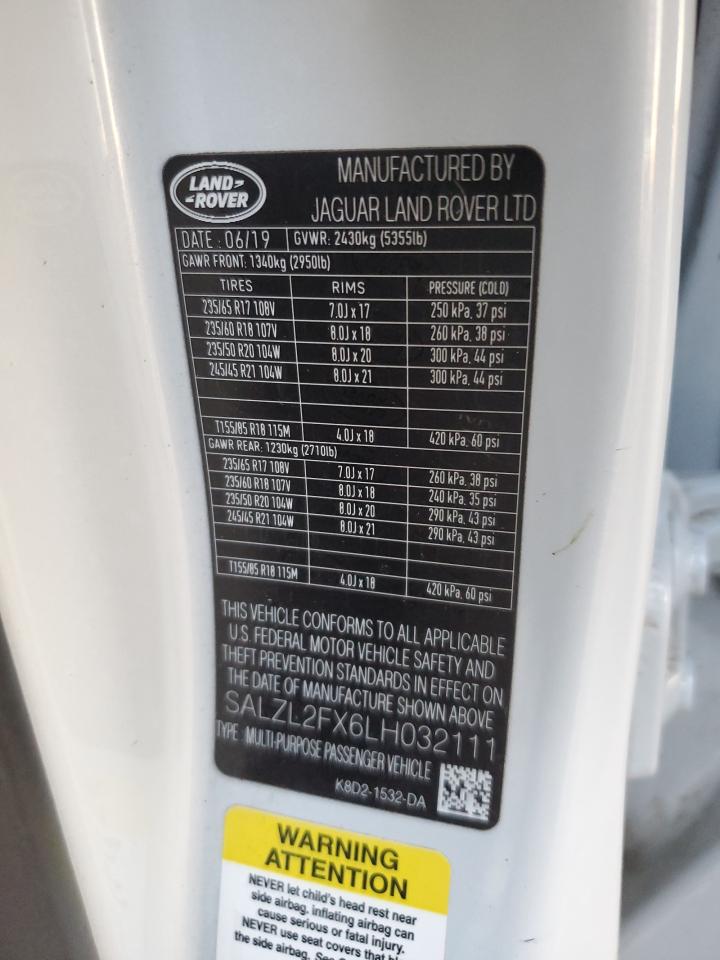 LAND-
-ROVER
MANUFACTURED BY
JAGUAR LAND ROVER LTD
DATE : 06/19 GVWR: 2430kg (5355lb)
GAWR FRONT: 1340kg (2950lb)
TIRES RIMS PRESSURE (COLD)
235/65 R17 108V 7.0J x 17 250 kPa, 37 psi
235/60 R18 107V 8.0J x 18 260 kPa, 38 psi
235/50 R20 104W 8.0J x 20 300 kPa, 44 psi
245/45 R21 104W 8.0J x 21 300 kPa, 44 psi
T155/85 R18 115M 4.0J x 18 420 kPa, 60 psi
GAWR REAR: 1230kg (2710lb)
235/65 R17 108V 7.0J x 17 260 kPa, 38 psi
235/60 R18 107V 8.0J x 18 240 kPa, 35 psi
235/50 R20 104W 8.0J x 20 290 kPa, 43 psi
245/45 R21 104W 8.0J x 21 290 kPa, 43 psi
T155/85 R18 115M 4.0J x 18 420 kPa, 60 psi
THIS VEHICLE CONFORMS TO ALL APPLICABLE
U.S. FEDERAL MOTOR VEHICLE SAFETY AND
THEFT PREVENTION STANDARDS IN EFFECT ON
THE DATE OF MANUFACTURE SHOWN ABOVE
SALZL2FX6LH032111
TYPE : MULTI-PURPOSE PASSENGER VEHICLE
K8D2-1532-DA
WARNING
ATTENTION
NEVER let child's head rest near
side airbag, inflating airbag can
cause serious or fatal injury.
NEVER use seat covers that
the side airbag. See